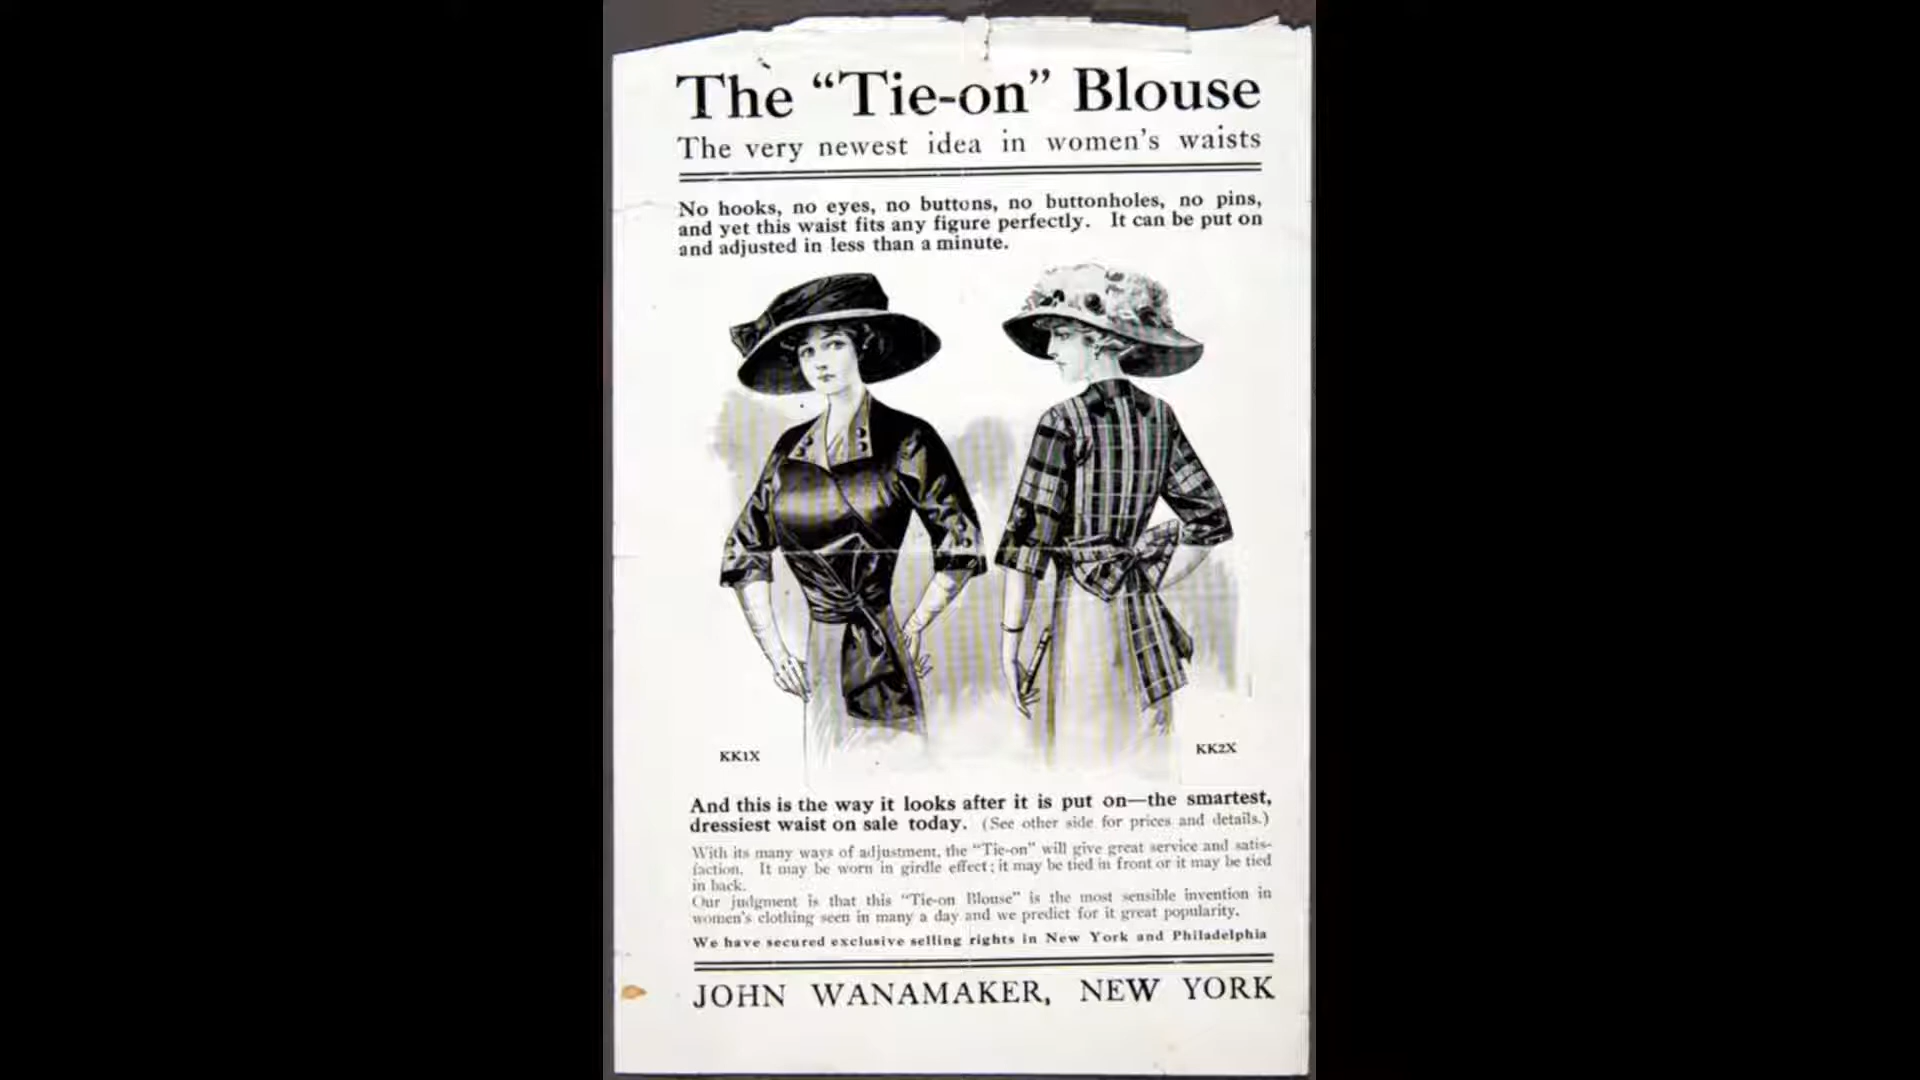 The “Tie-on” Blouse
The very newest idea in women's waists
No hooks, no eyes, no buttons, no buttonholes, no pins,
and yet this waist fits any figure perfectly. It can be put on
and adjusted in less than a minute.
KK1X
KK2X
And this is the way it looks after it is put on—the smartest,
dressiest waist on sale today. (See other side for prices and details.)
With its many ways of adjustment, the “Tie-on” will give great service and satis-
faction. It may be worn in girdle effect; it may be tied in front or it may be tied
in back.
Our judgment is that this “Tie-on Blouse” is the most sensible invention in
women's clothing seen in many a day and we predict for it great popularity.
We have secured exclusive selling rights in New York and Philadelphia
JOHN WANAMAKER, NEW YORK